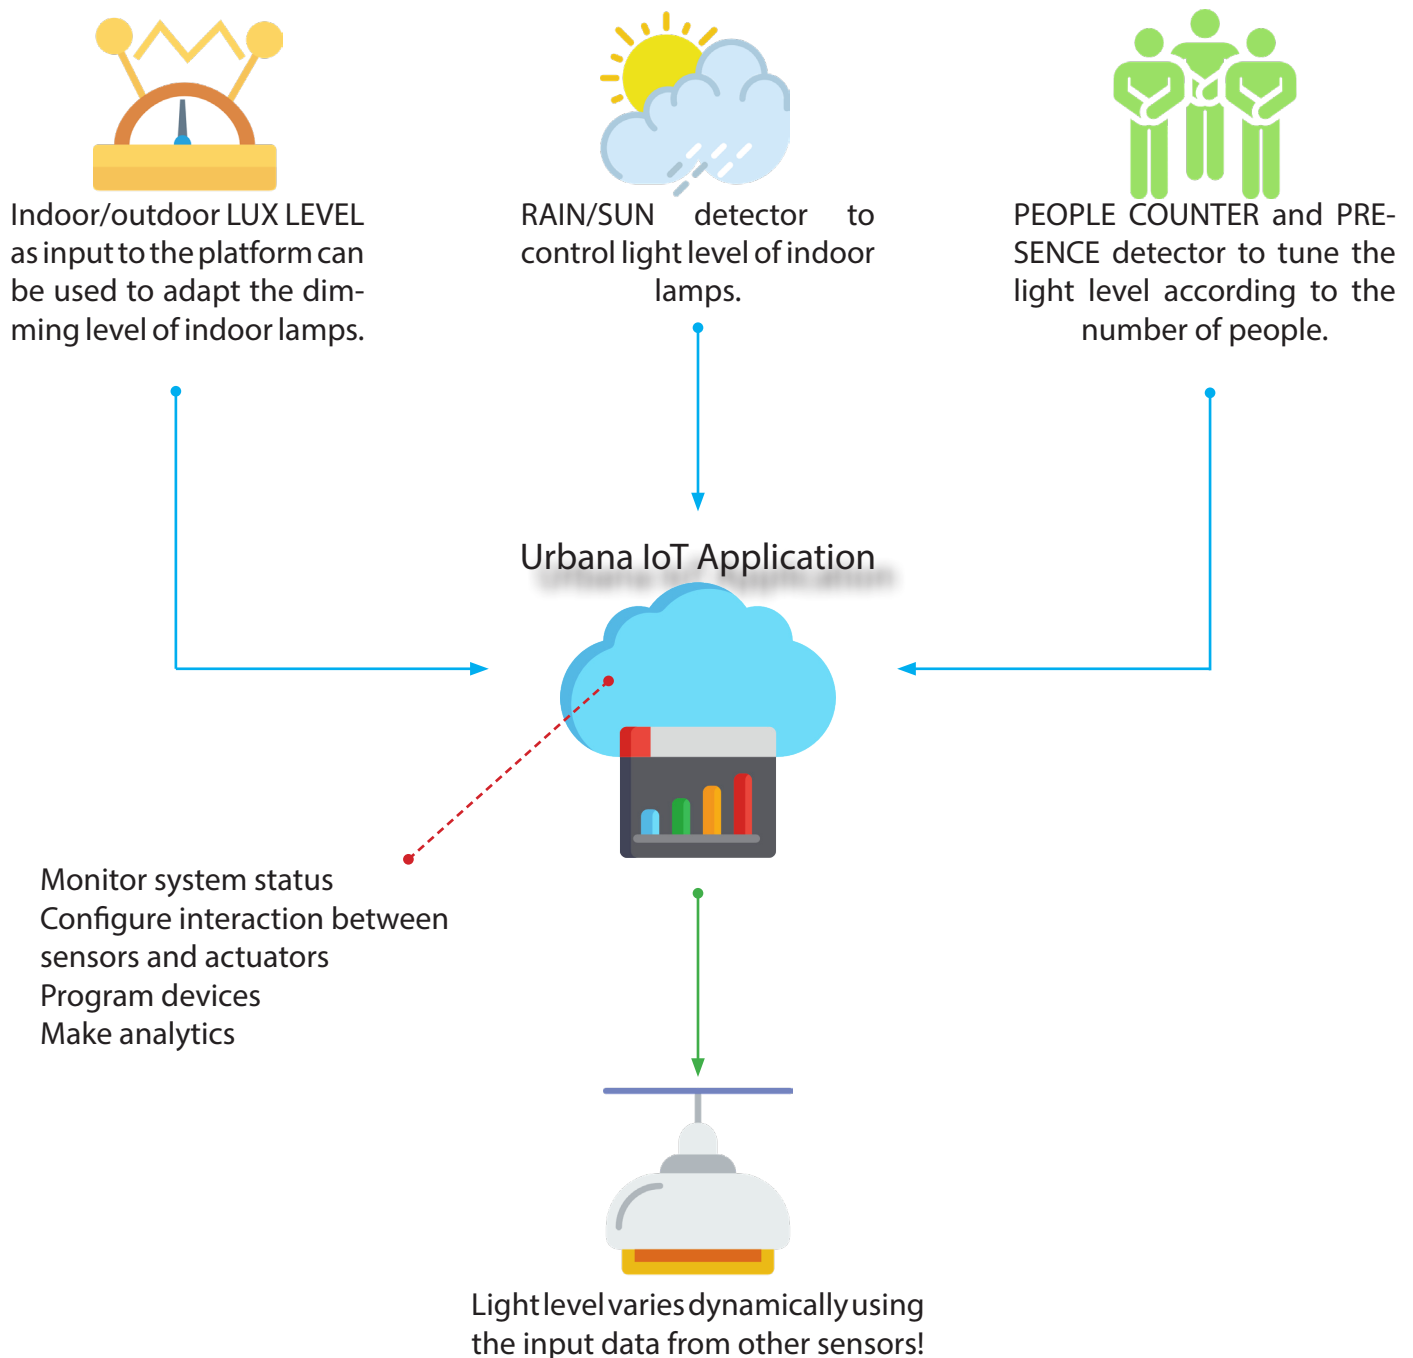 Indoor/outdoor LUX LEVEL
as input to the platform can
be used to adapt the dim-
ming level of indoor lamps.
RAIN/SUN detector to
control light level of indoor
lamps.
PEOPLE COUNTER and PRE-
SENCE detector to tune the
light level according to the
number of people.
Urbana IoT Application
Monitor system status
Configure interaction between
sensors and actuators
Program devices
Make analytics
Light level varies dynamically using
the input data from other sensors!